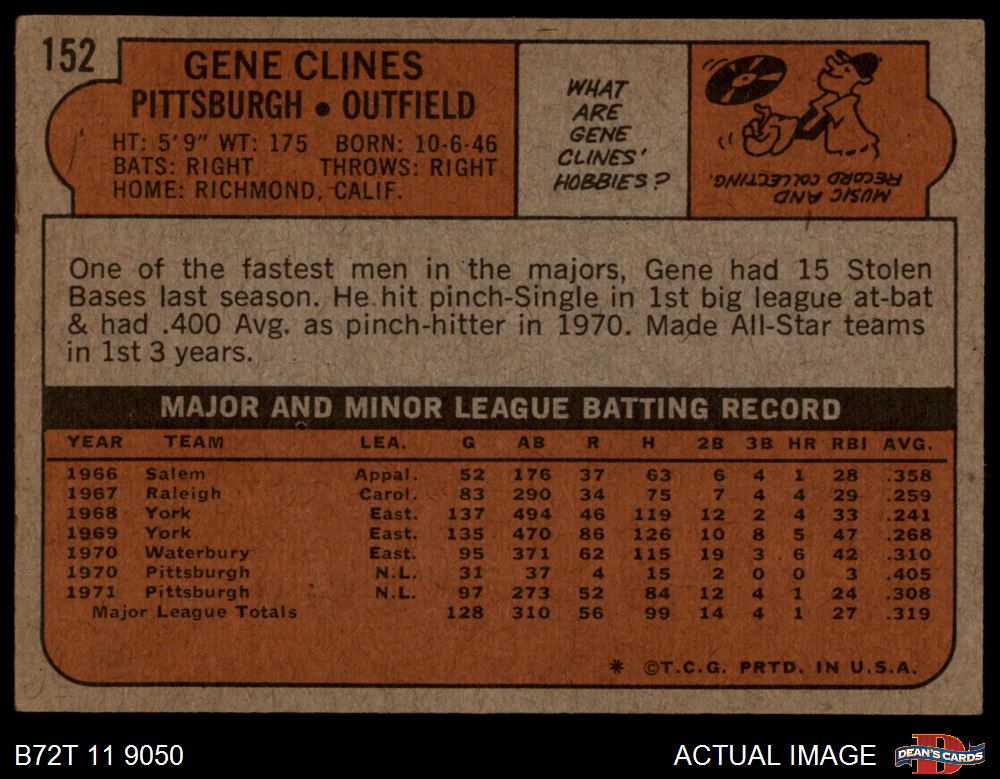 152
GENE CLINES
PITTSBURGH • OUTFIELD
HT: 5'9" WT: 175 BORN: 10-6-46
BATS: RIGHT THROWS: RIGHT
HOME: RICHMOND, CALIF.
WHAT
ARE
GENE
CLINES'
HOBBIES?
MUSIC AND
RECORD COLLECTING.
One of the fastest men in the majors, Gene had 15 Stolen
Bases last season. He hit pinch-Single in 1st big league at-bat
& had .400 Avg. as pinch-hitter in 1970. Made All-Star teams
in 1st 3 years.
MAJOR AND MINOR LEAGUE BATTING RECORD
YEAR TEAM LEA. G AB R H 2B 3B HR RBI AVG.
1966 Salem Appal. 52 176 37 63 6 4 1 28 .358
1967 Raleigh Carol. 83 290 34 75 7 4 4 29 .259
1968 York East. 137 494 46 119 12 2 4 33 .241
1969 York East. 135 470 86 126 10 8 5 47 .268
1970 Waterbury East. 95 371 62 115 19 3 6 42 .310
1970 Pittsburgh N.L. 31 37 4 15 2 0 0 3 .405
1971 Pittsburgh N.L. 97 273 52 84 12 4 1 24 .308
Major League Totals 128 310 56 99 14 4 1 27 .319
* ©T.C.G. PRTD. IN U.S.A.
B72T 11 9050
ACTUAL IMAGE
DEAN'S CARDS